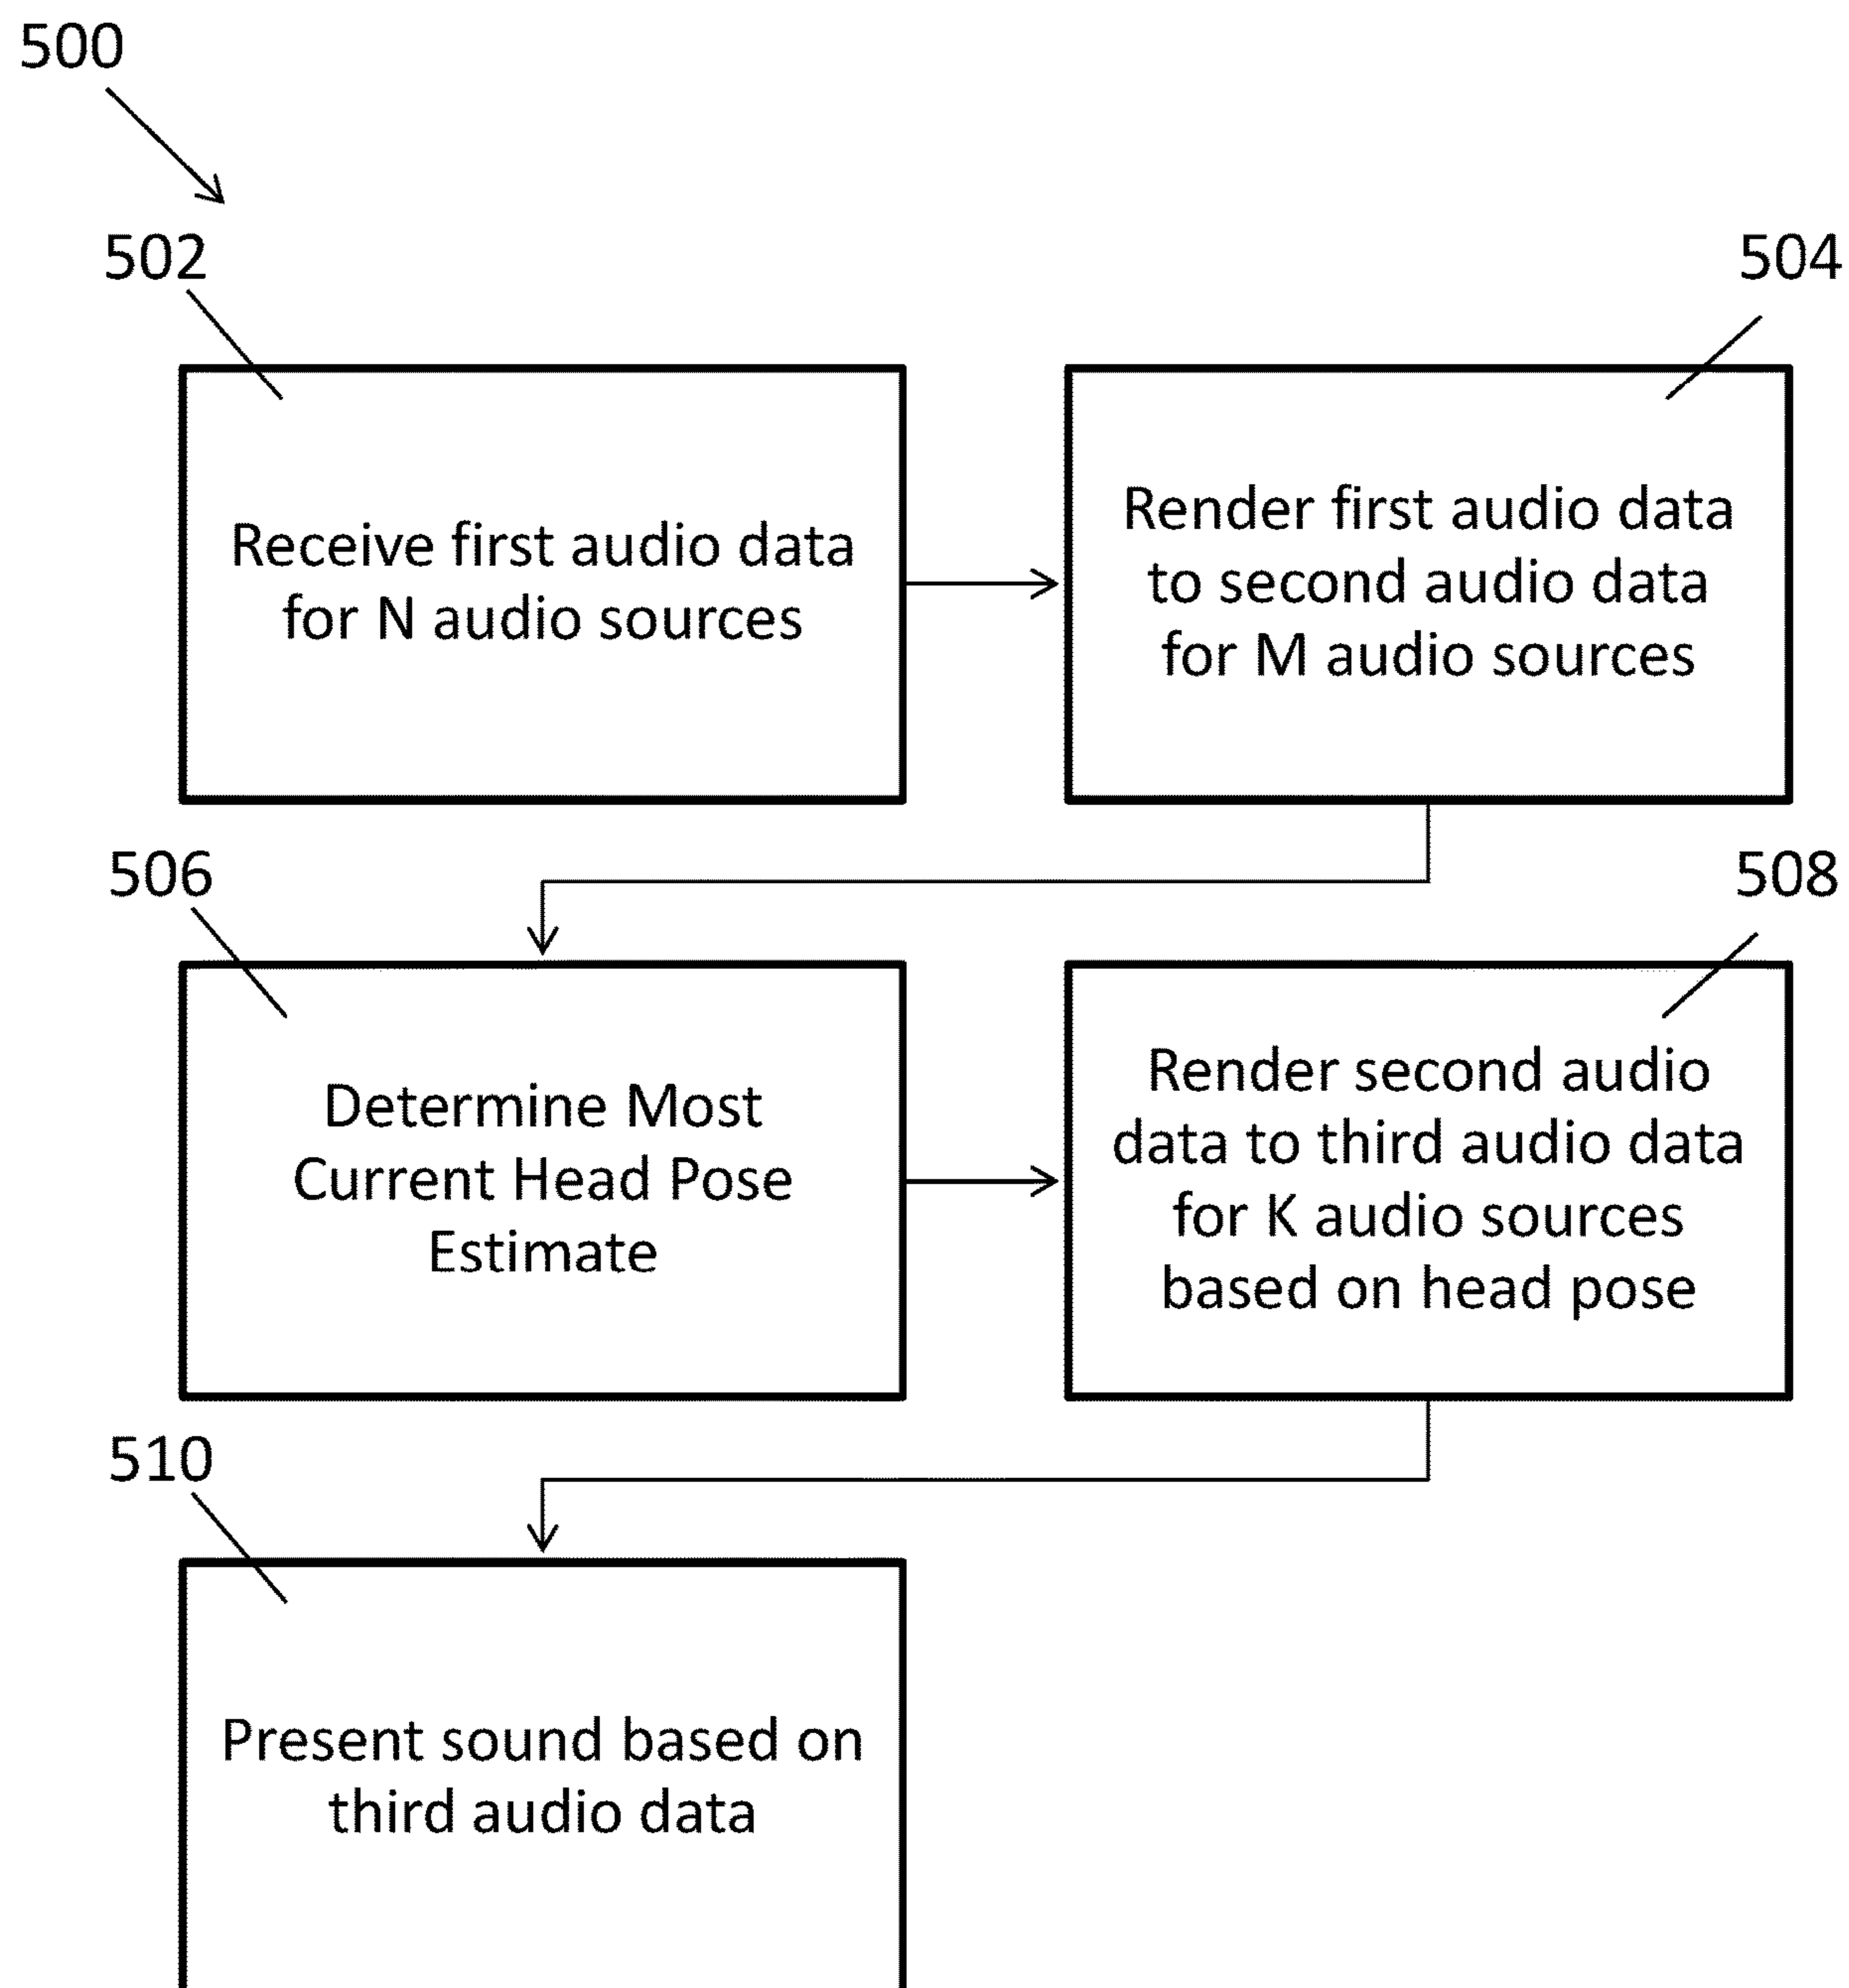 500
502
504
Receive first audio data
for N audio sources
Render first audio data
to second audio data
for M audio sources
506
508
Determine Most
Current Head Pose
Estimate
Render second audio
data to third audio data
for K audio sources
based on head pose
510
Present sound based on
third audio data